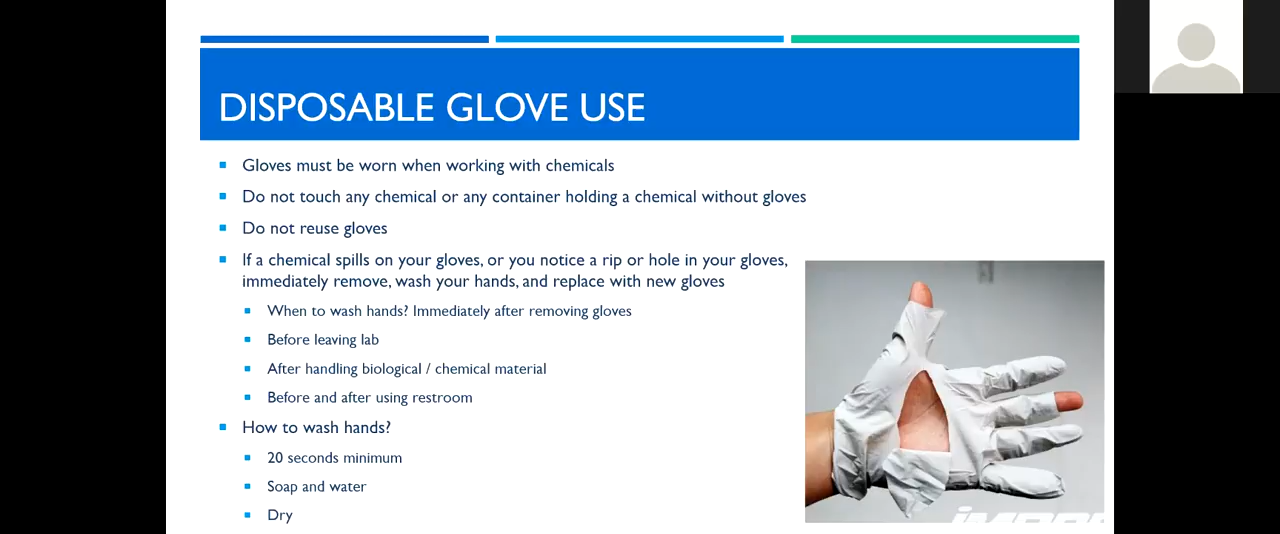 DISPOSABLE GLOVE USE
Gloves must be worn when working with chemicals
Do not touch any chemical or any container holding a chemical without gloves
Do not reuse gloves
If a chemical spills on your gloves, or you notice a rip or hole in your gloves,
immediately remove, wash your hands, and replace with new gloves
When to wash hands? Immediately after removing gloves
Before leaving lab
After handling biological / chemical material
Before and after using restroom
How to wash hands?
20 seconds minimum
Soap and water
Dry